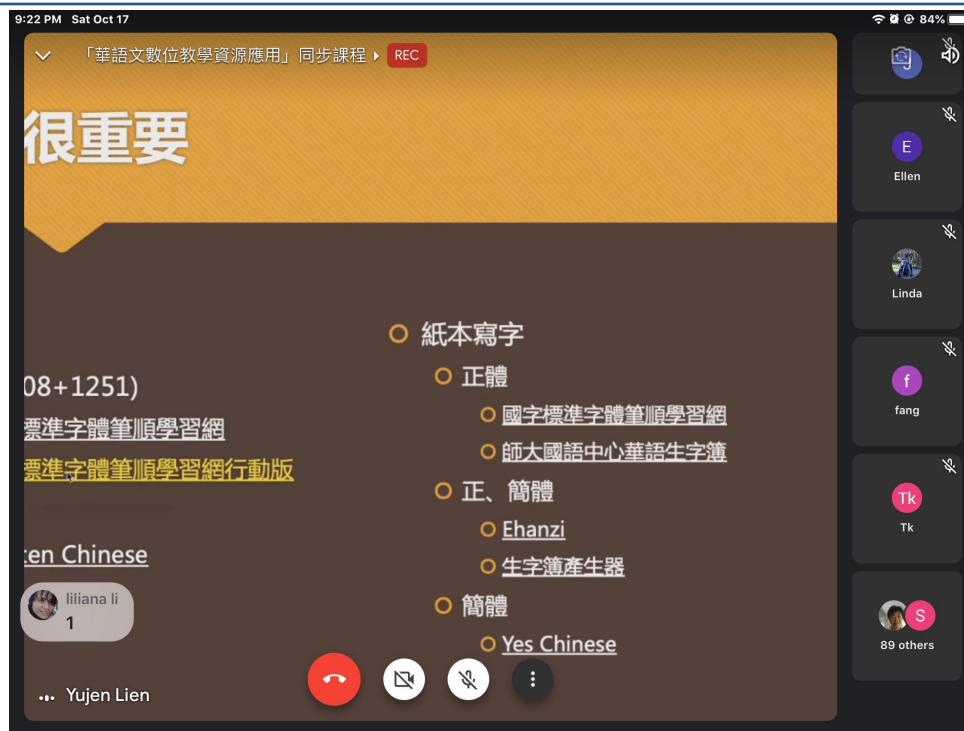 9:22 PM Sat Oct 17
84%
「華語文數位教學資源應用」同步課程
REC
很重要
08+1251)
標準字體筆順學習網
標準字體筆順學習網行動版
en Chinese
紙本寫字
正體
國字標準字體筆順學習網
師大國語中心華語生字簿
正、簡體
Ehanzi
生字簿產生器
簡體
Yes Chinese
liliana li
1
Yujen Lien
E
Ellen
Linda
f
fang
Tk
Tk
S
89 others